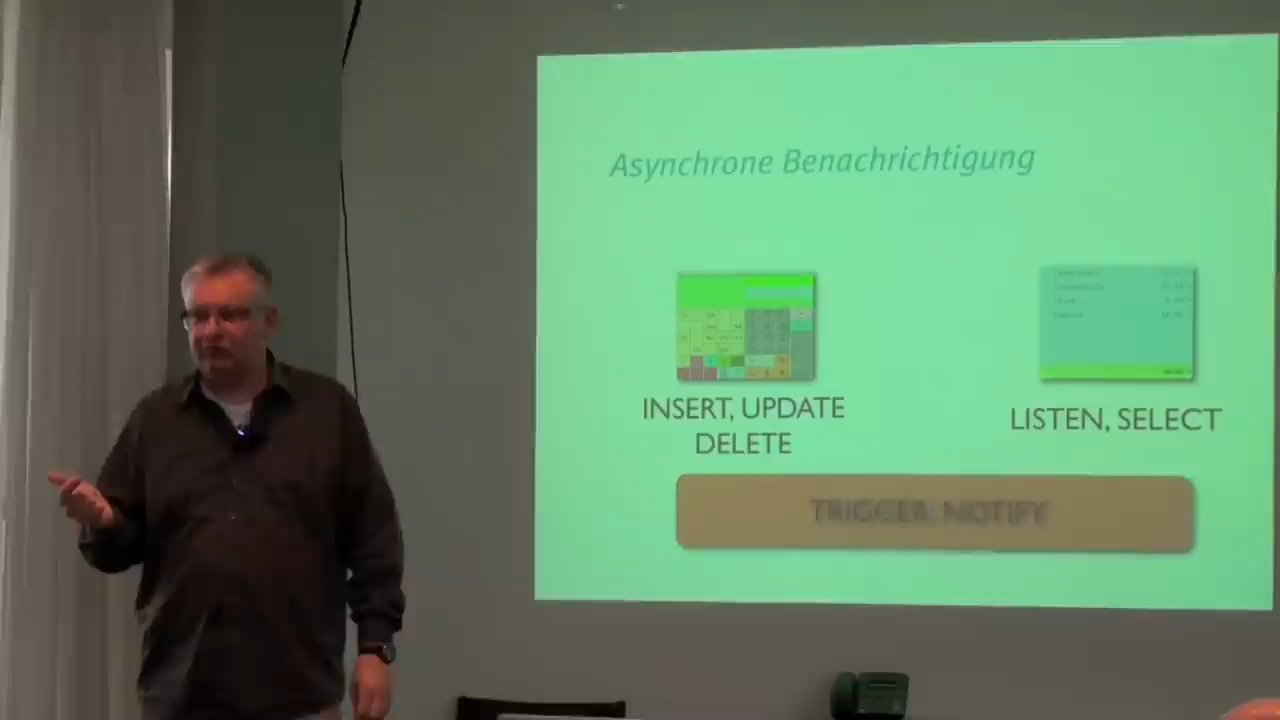 Asynchrone Benachrichtigung
INSERT, UPDATE
DELETE
LISTEN, SELECT
TRIGGER: NOTIFY